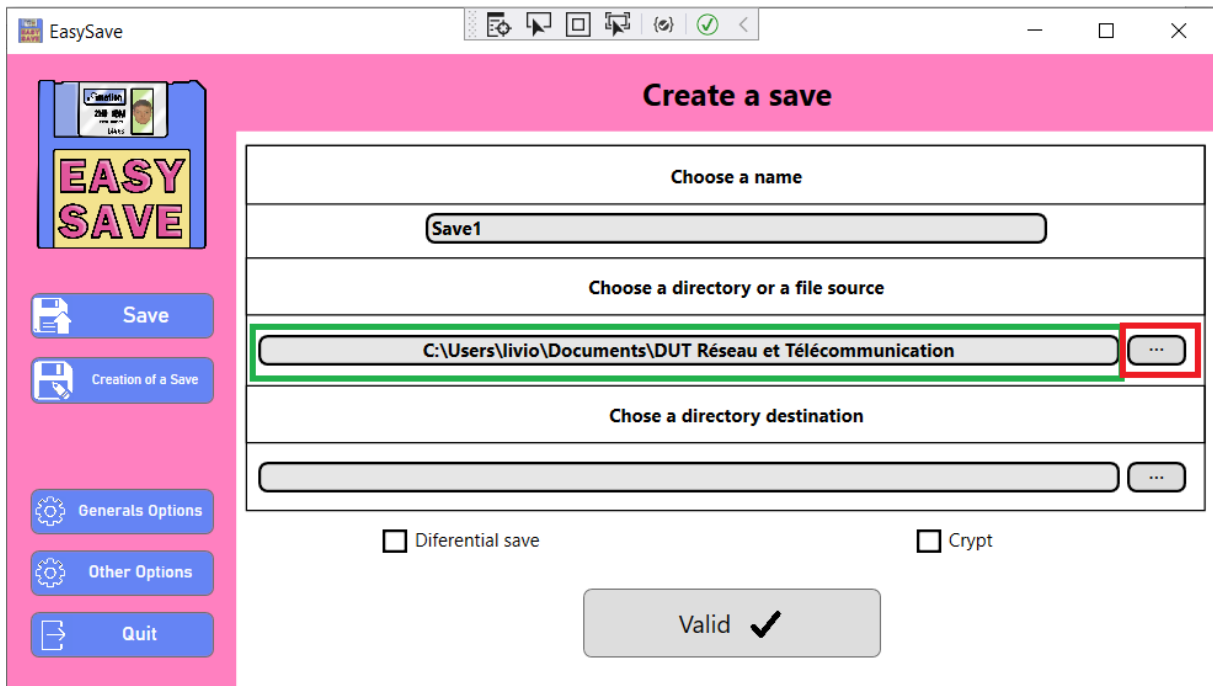 EasySave
Create a save
EASY
SAVE
Choose a name
Save1
Choose a directory or a file source
Save
C:\Users\livio\Documents\DUT Réseau et Télécommunication
...
Creation of a Save
Chose a directory destination
...
Generals Options
Diferential save
Crypt
Other Options
Valid
Quit